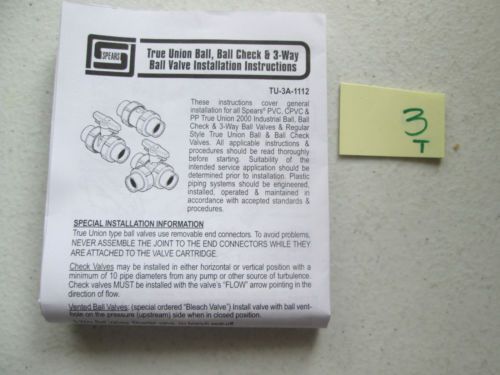 SPEARS
True Union Ball, Ball Check & 3-Way
Ball Valve Installation Instructions
TU-3A-1112
These instructions cover general
installation for all Spears® PVC, CPVC &
PP True Union 2000 Industrial Ball, Ball
Check & 3-Way Ball Valves & Regular
Style True Union Ball & Ball Check
Valves. All applicable instructions &
procedures should be read thoroughly
before starting. Suitability of the
intended service application should be
determined prior to installation. Plastic
piping systems should be engineered,
installed, operated & maintained in
accordance with accepted standards &
procedures.
SPECIAL INSTALLATION INFORMATION
True Union type ball valves use removable end connectors. To avoid problems,
NEVER ASSEMBLE THE JOINT TO THE END CONNECTORS WHILE THEY
ARE ATTACHED TO THE VALVE CARTRIDGE.
Check Valves may be installed in either horizontal or vertical position with a
minimum of 10 pipe diameters from any pump or other source of turbulence.
Check valves MUST be installed with the valve's "FLOW" arrow pointing in the
direction of flow.
Vented Ball Valves: (special ordered "Bleach Valve") Install valve with ball vent-
hole on the pressure (upstream) side when in closed position.
3
T